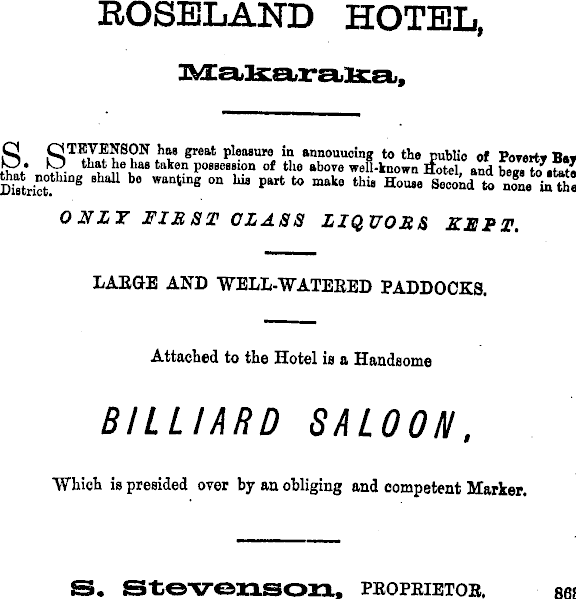 ROSELAND HOTEL,
Makaraka,
S. STEVENSON has great pleasure in annouucing to the public of Poverty Bay
that he has taken possession of the above well-known Hotel, and begs to state
that nothing shall be wanting on his part to make this House Second to none in the
District.
ONLY FIRST CLASS LIQUORS KEPT.
LARGE AND WELL-WATERED PADDOCKS.
Attached to the Hotel is a Handsome
BILLIARD SALOON,
Which is presided over by an obliging and competent Marker.
S. Stevenson, PROPRIETOR. 868